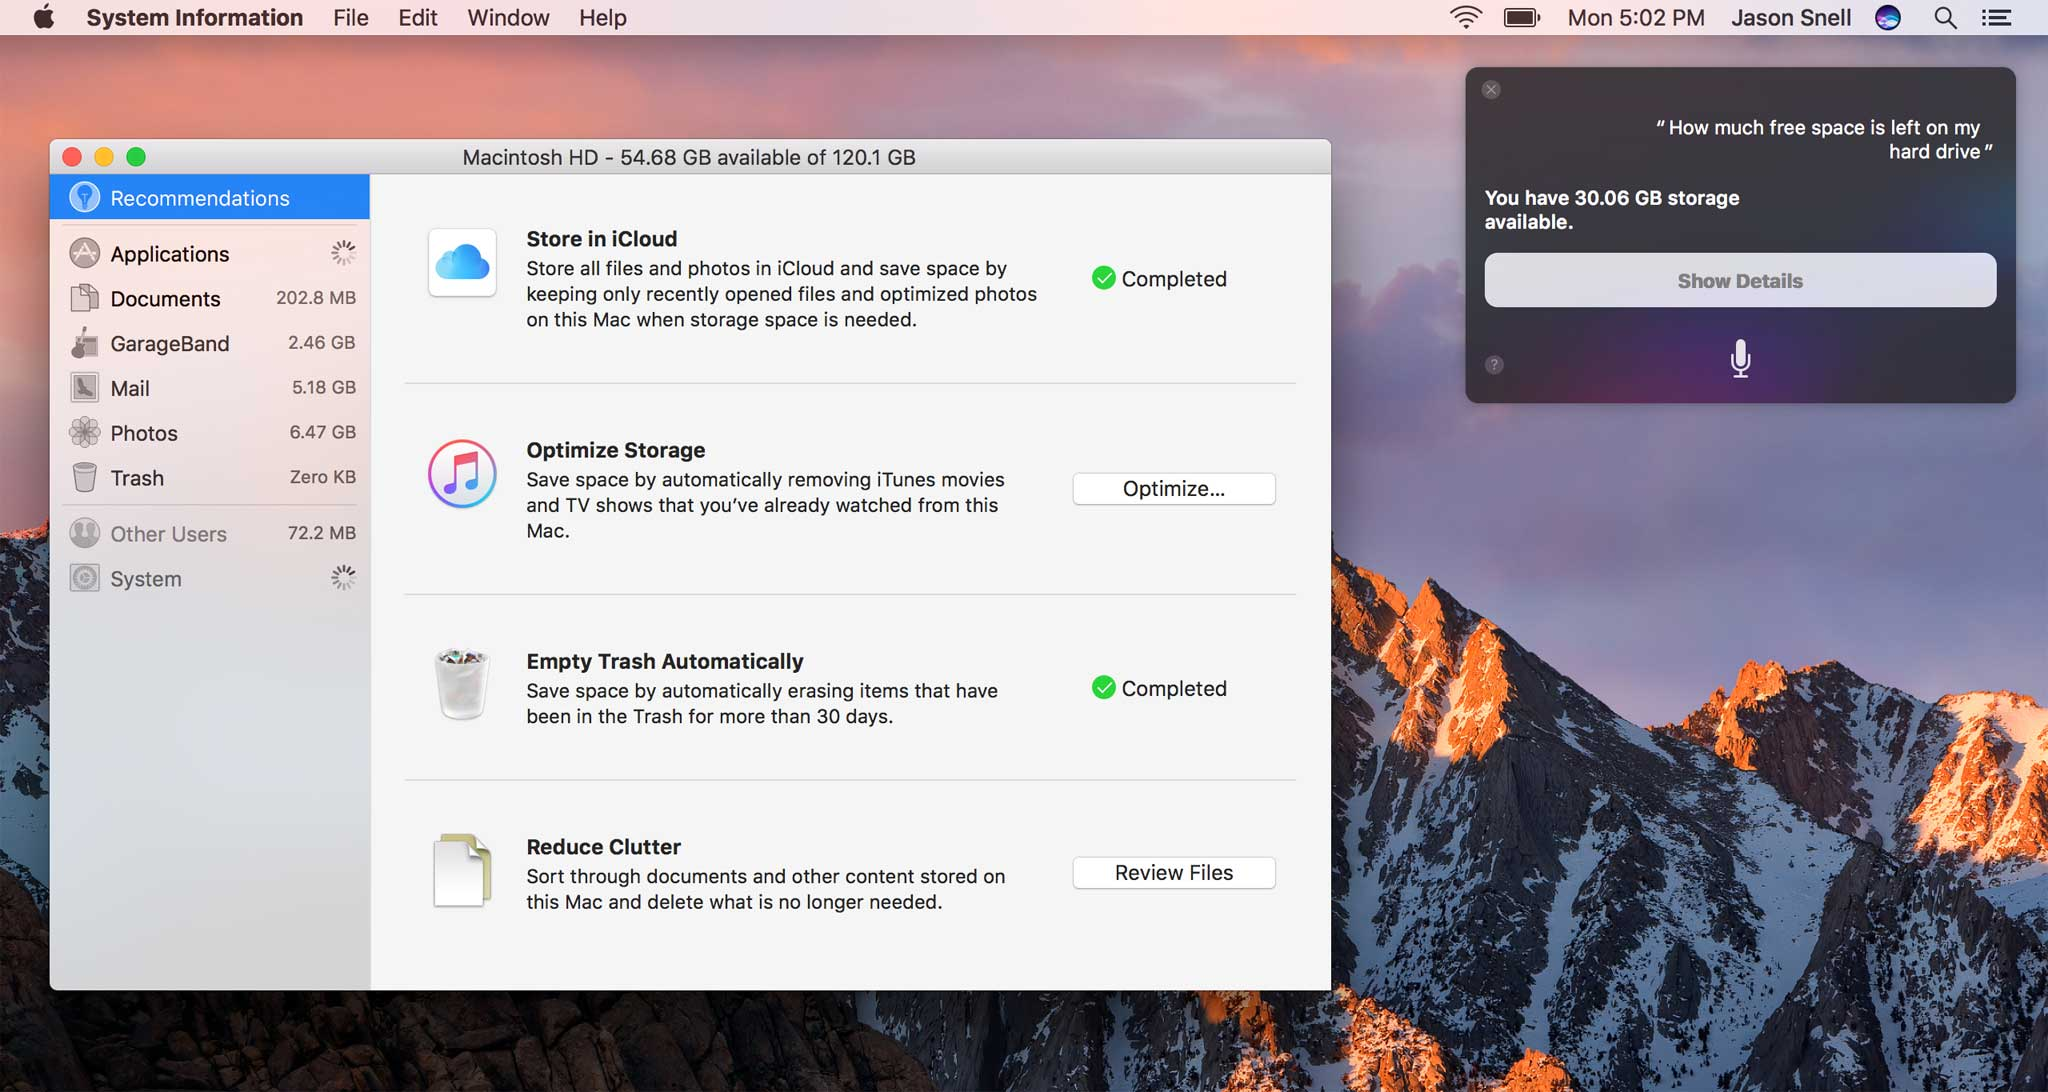 System Information File Edit Window Help Mon 5:02 PM Jason Snell
Macintosh HD - 54.68 GB available of 120.1 GB
Recommendations
Applications
Documents 202.8 MB
GarageBand 2.46 GB
Mail 5.18 GB
Photos 6.47 GB
Trash Zero KB
Other Users 72.2 MB
System
Store in iCloud
Store all files and photos in iCloud and save space by
keeping only recently opened files and optimized photos
on this Mac when storage space is needed.
Completed
Optimize Storage
Save space by automatically removing iTunes movies
and TV shows that you’ve already watched from this
Mac.
Optimize...
Empty Trash Automatically
Save space by automatically erasing items that have
been in the Trash for more than 30 days.
Completed
Reduce Clutter
Sort through documents and other content stored on
this Mac and delete what is no longer needed.
Review Files
“How much free space is left on my
hard drive”
You have 30.06 GB storage
available.
Show Details
?